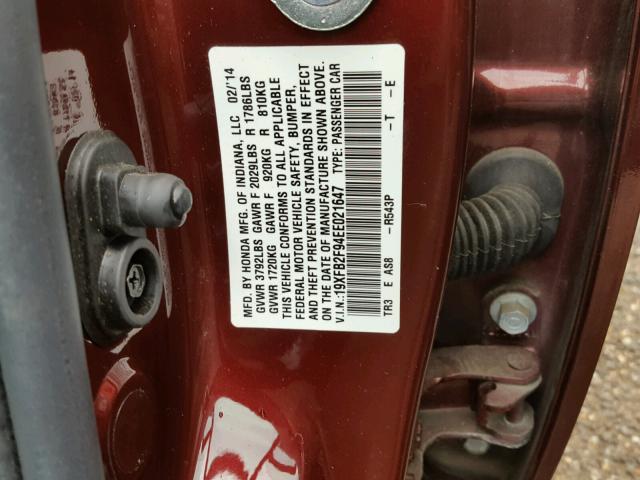 MFD. BY HONDA MFG. OF INDIANA, LLC 02/'14
GVWR 3792LBS GAWR F 2029LBS R 1786LBS
GVWR 1720KG GAWR F 920KG R 810KG
THIS VEHICLE CONFORMS TO ALL APPLICABLE
FEDERAL MOTOR VEHICLE SAFETY, BUMPER,
AND THEFT PREVENTION STANDARDS IN EFFECT
ON THE DATE OF MANUFACTURE SHOWN ABOVE.
V.I.N.:19XFB2F94EE021647 TYPE: PASSENGER CAR
TR3 E AS8 -R543P -T -E